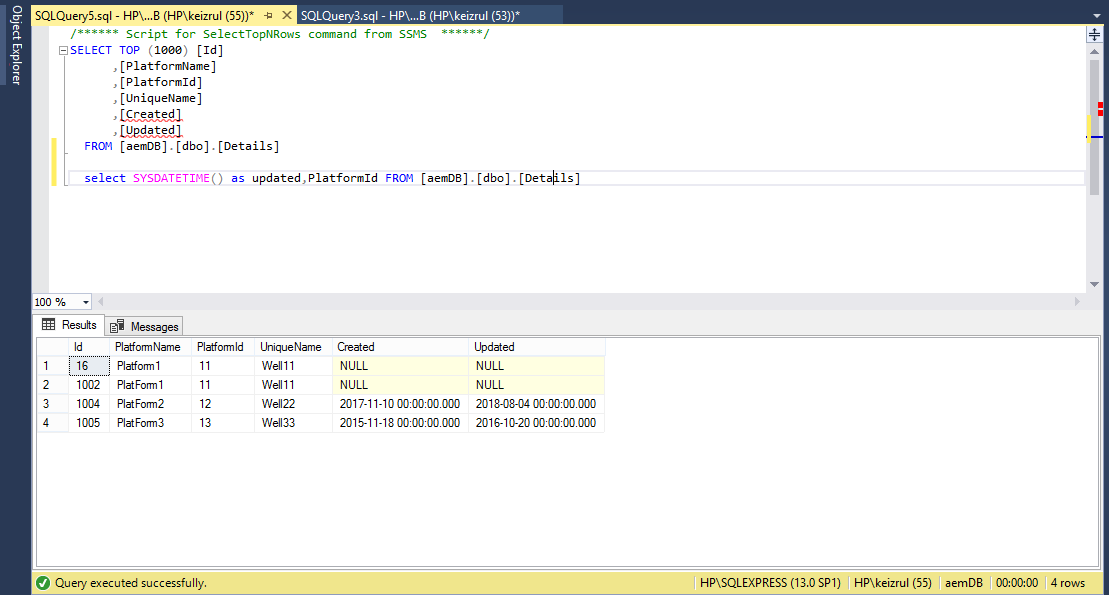 Object Explorer
SQLQuery5.sql - HP\...B (HP\keizrul (55))* SQLQuery3.sql - HP\...B (HP\keizrul (53))*
/****** Script for SelectTopNRows command from SSMS  ******/
SELECT TOP (1000) [Id]
,[PlatformName]
,[PlatformId]
,[UniqueName]
,[Created]
,[Updated]
FROM [aemDB].[dbo].[Details]
select SYSDATETIME() as updated,PlatformId FROM [aemDB].[dbo].[Details]
100 %
Results Messages
Id PlatformName PlatformId UniqueName Created Updated
1 16 Platform1 11 Well11 NULL NULL
2 1002 PlatForm1 11 Well11 NULL NULL
3 1004 PlatForm2 12 Well22 2017-11-10 00:00:00.000 2018-08-04 00:00:00.000
4 1005 PlatForm3 13 Well33 2015-11-18 00:00:00.000 2016-10-20 00:00:00.000
Query executed successfully. HP\SQLEXPRESS (13.0 SP1) HP\keizrul (55) aemDB 00:00:00 4 rows